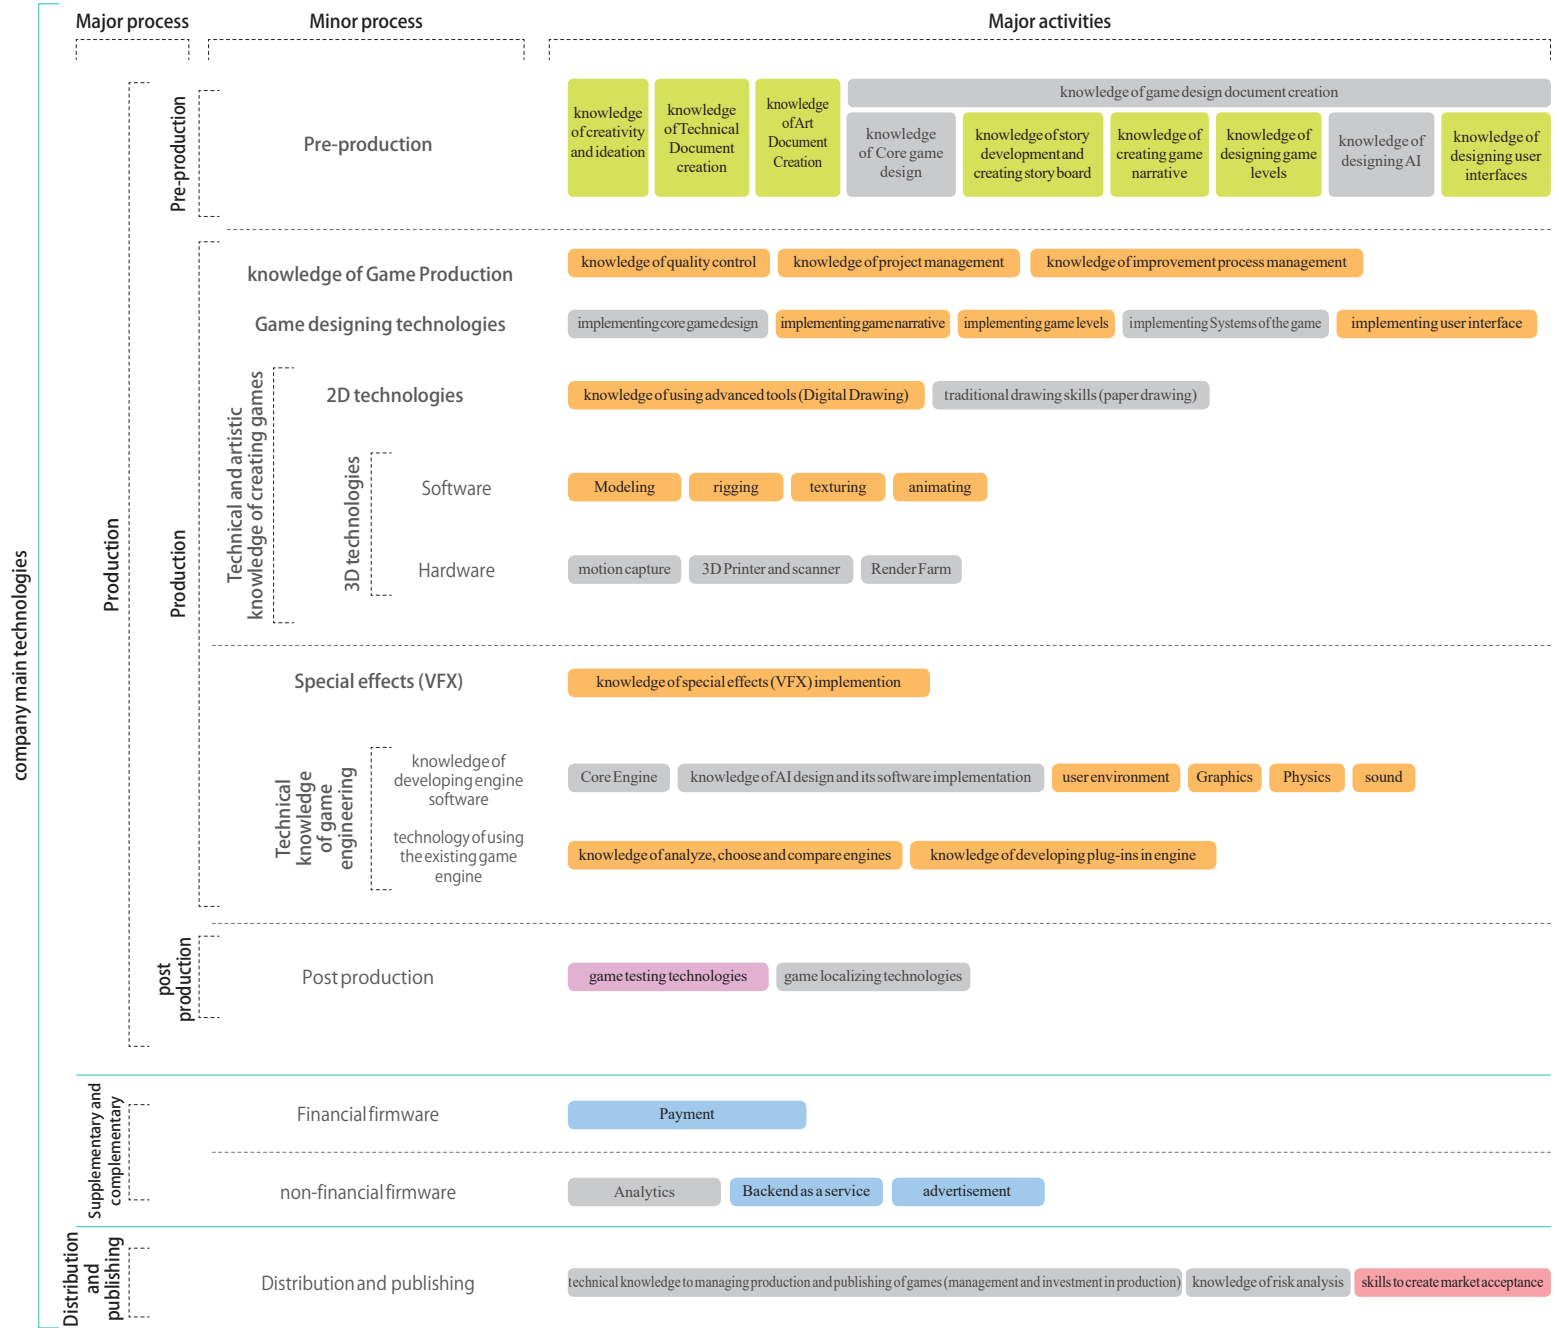 Major process
Minor process
Major activities
company main technologies
Production
Pre-production
Pre-production
knowledge
of creativity
and ideation
knowledge
of Technical
Document
creation
knowledge
of Art
Document
Creation
knowledge of game design document creation
knowledge
of Core game
design
knowledge of story
development and
creating story board
knowledge of
creating game
narrative
knowledge of
designing game
levels
knowledge of
designing AI
knowledge of
designing user
interfaces
Production
knowledge of Game Production
knowledge of quality control
knowledge of project management
knowledge of improvement process management
Game designing technologies
implementing core game design
implementing game narrative
implementing game levels
implementing Systems of the game
implementing user interface
Technical and artistic
knowledge of creating games
2D technologies
knowledge of using advanced tools (Digital Drawing)
traditional drawing skills (paper drawing)
3D technologies
Software
Modeling
rigging
texturing
animating
Hardware
motion capture
3D Printer and scanner
Render Farm
Special effects (VFX)
knowledge of special effects (VFX) implemention
Technical
knowledge
of game
engineering
knowledge of
developing engine
software
Core Engine
knowledge of AI design and its software implementation
user environment
Graphics
Physics
sound
technology of using
the existing game
engine
knowledge of analyze, choose and compare engines
knowledge of developing plug-ins in engine
post
production
Post production
game testing technologies
game localizing technologies
Supplementary and
complementary
Financial firmware
Payment
non-financial firmware
Analytics
Backend as a service
advertisement
Distribution
and
publishing
Distribution and publishing
technical knowledge to managing production and publishing of games (management and investment in production)
knowledge of risk analysis
skills to create market acceptance